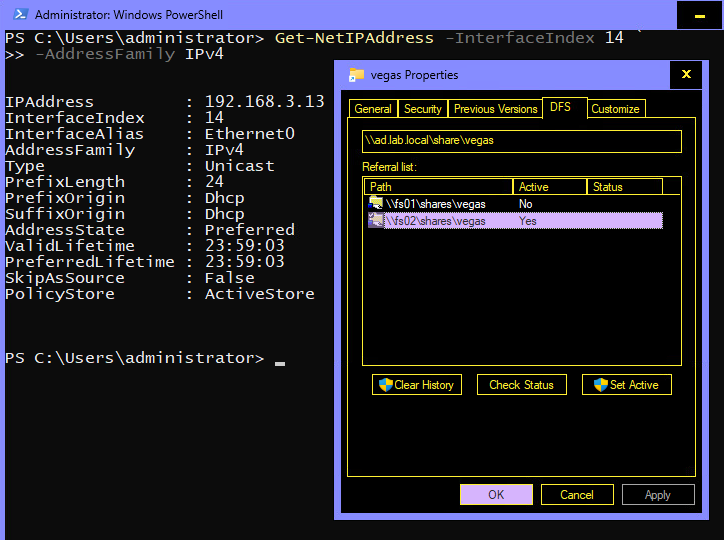 Administrator: Windows PowerShell
PS C:\Users\administrator> Get-NetIPAddress -InterfaceIndex 14 `
>> -AddressFamily IPv4
IPAddress : 192.168.3.13
InterfaceIndex : 14
InterfaceAlias : Ethernet0
AddressFamily : IPv4
Type : Unicast
PrefixLength : 24
PrefixOrigin : Dhcp
SuffixOrigin : Dhcp
AddressState : Preferred
ValidLifetime : 23:59:03
PreferredLifetime : 23:59:03
SkipAsSource : False
PolicyStore : ActiveStore
PS C:\Users\administrator>
vegas Properties
General Security Previous Versions DFS Customize
\\ad.lab.local\share\vegas
Referral list:
Path Active Status
\\fs01\shares\vegas No
\\fs02\shares\vegas Yes
Clear History Check Status Set Active
OK Cancel Apply